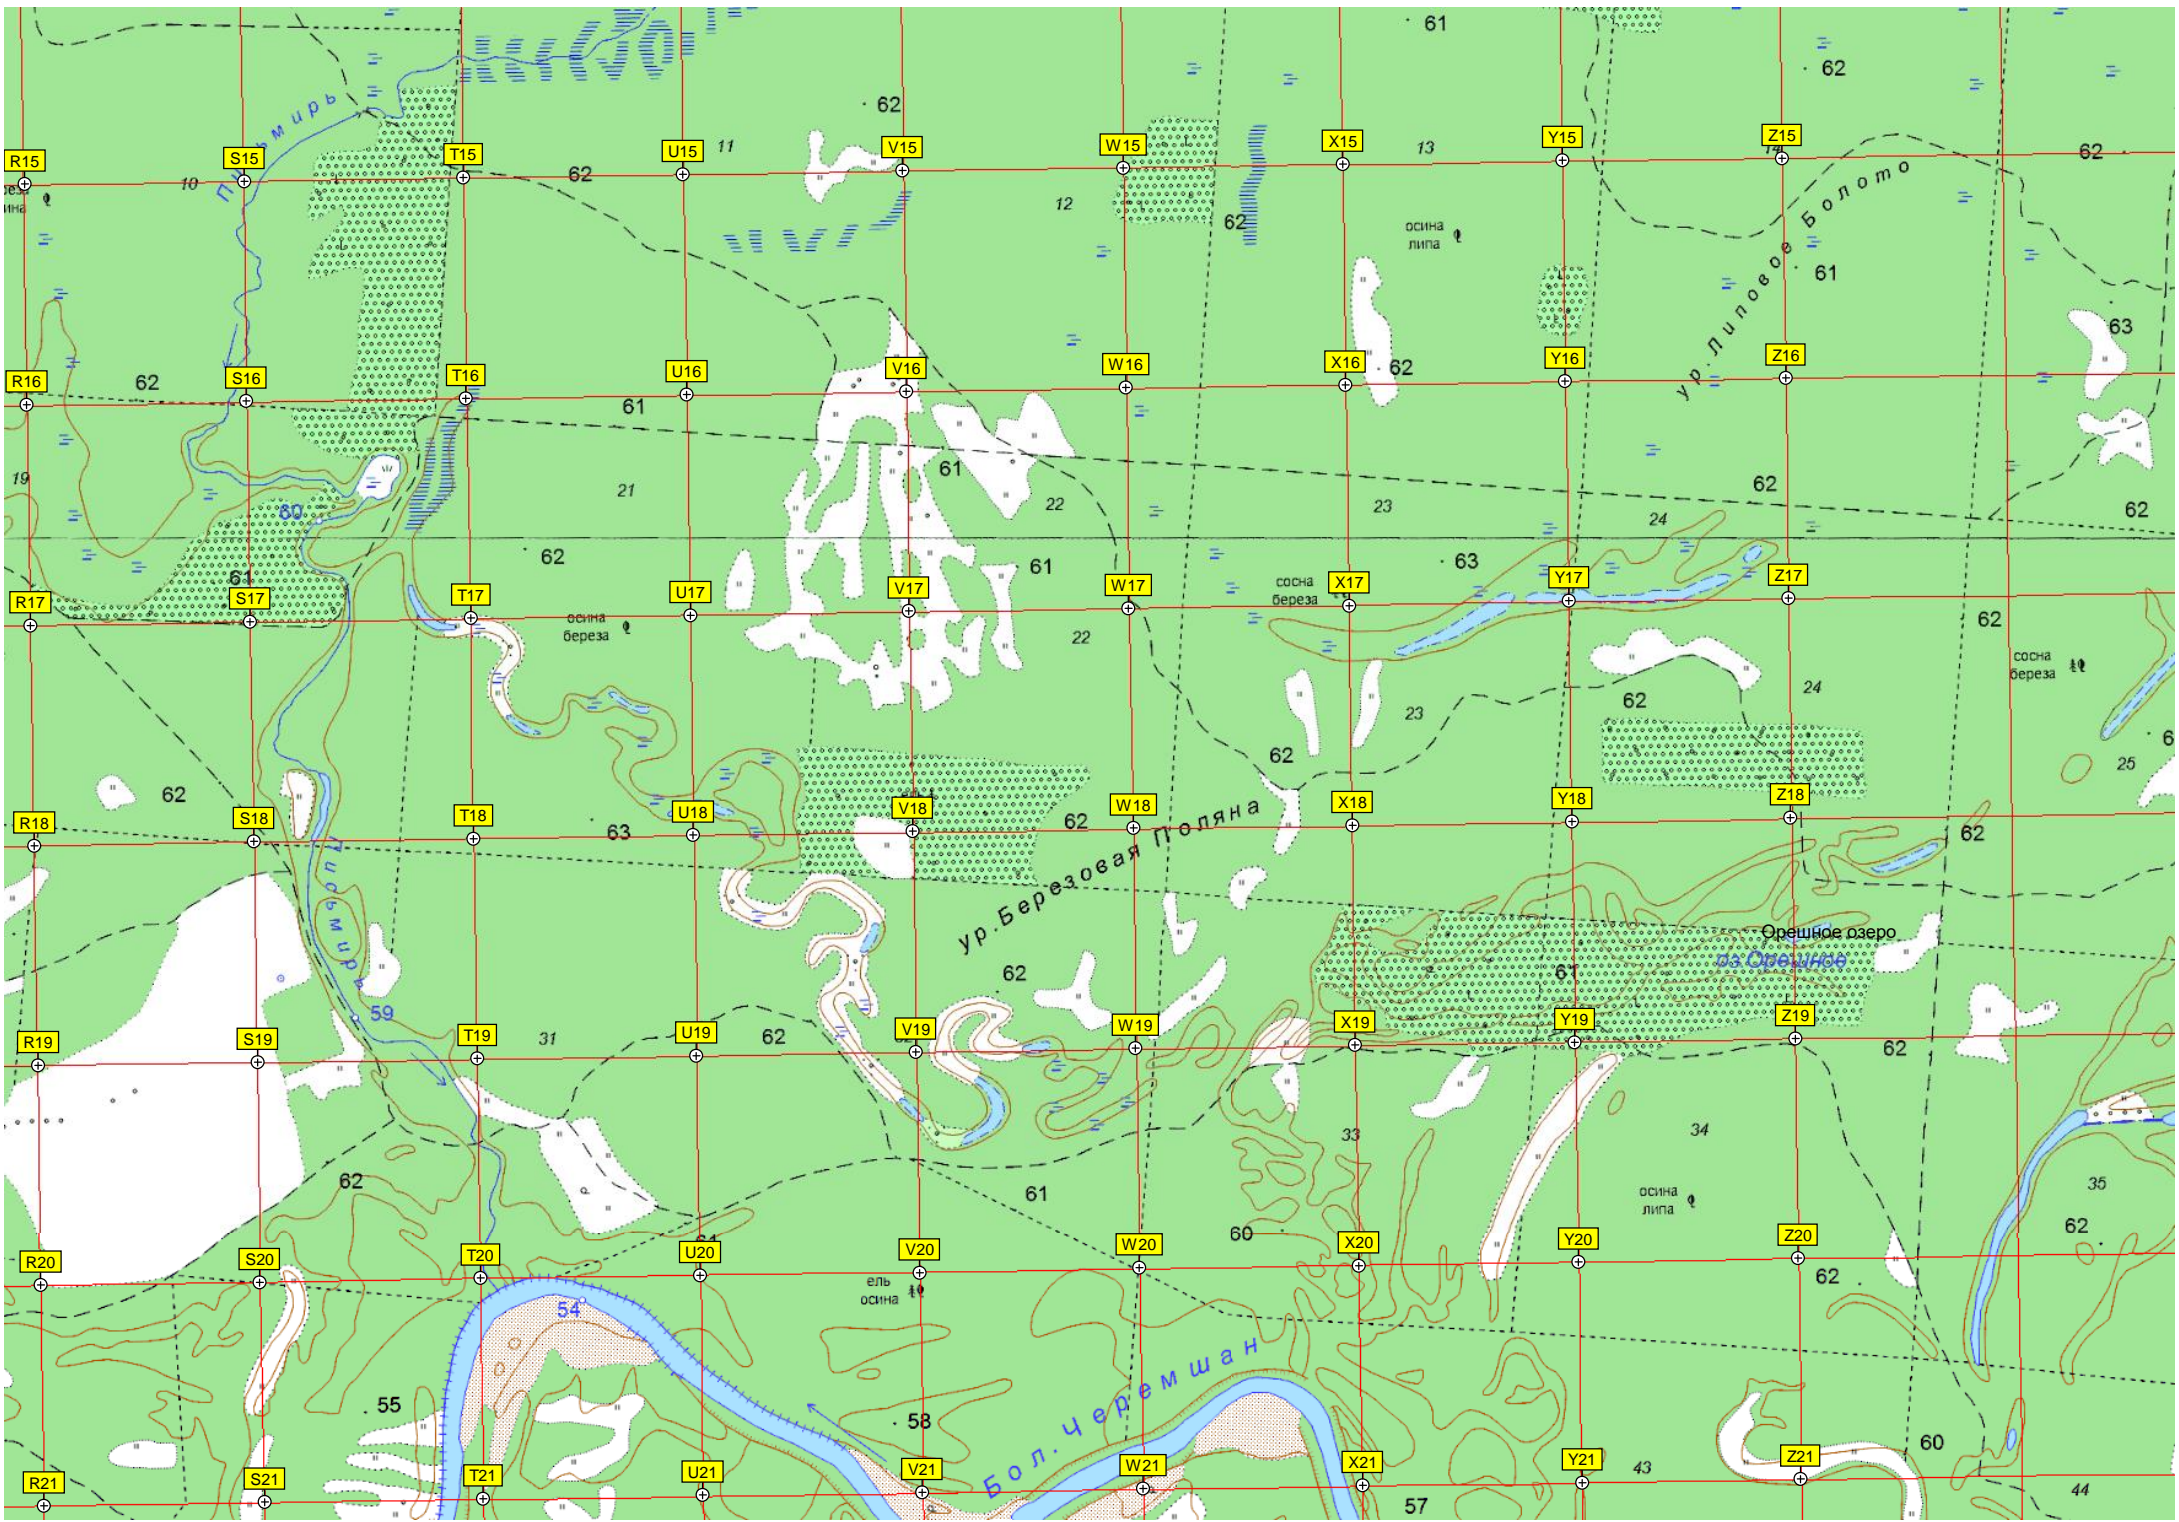 61
62
62
Письмирь
62
R15
S15
T15
U15
V15
W15
X15
Y15
Z15
11
13
62
10
62
12
62
осина
липа
ур. Липовое Болото
61
63
R16
S16
T16
U16
V16
W16
X16
Y16
Z16
62
61
62
19
21
61
22
23
62
24
62
60
62
61
63
61
R17
S17
T17
U17
V17
W17
X17
Y17
Z17
осина
береза
сосна
береза
22
62
сосна
береза
23
62
24
62
25
62
R18
S18
T18
U18
V18
W18
X18
Y18
Z18
63
62
62
ур. Березовая Поляна
Письмирь
Орешное озеро
оз Орешное
61
62
59
R19
S19
T19
U19
V19
W19
X19
Y19
Z19
31
62
62
33
34
62
61
осина
липа
35
60
62
R20
S20
T20
U20
V20
W20
X20
Y20
Z20
62
ель
осина
54
Бол. Черемшан
55
58
60
R21
S21
T21
U21
V21
W21
X21
Y21
Z21
43
57
44